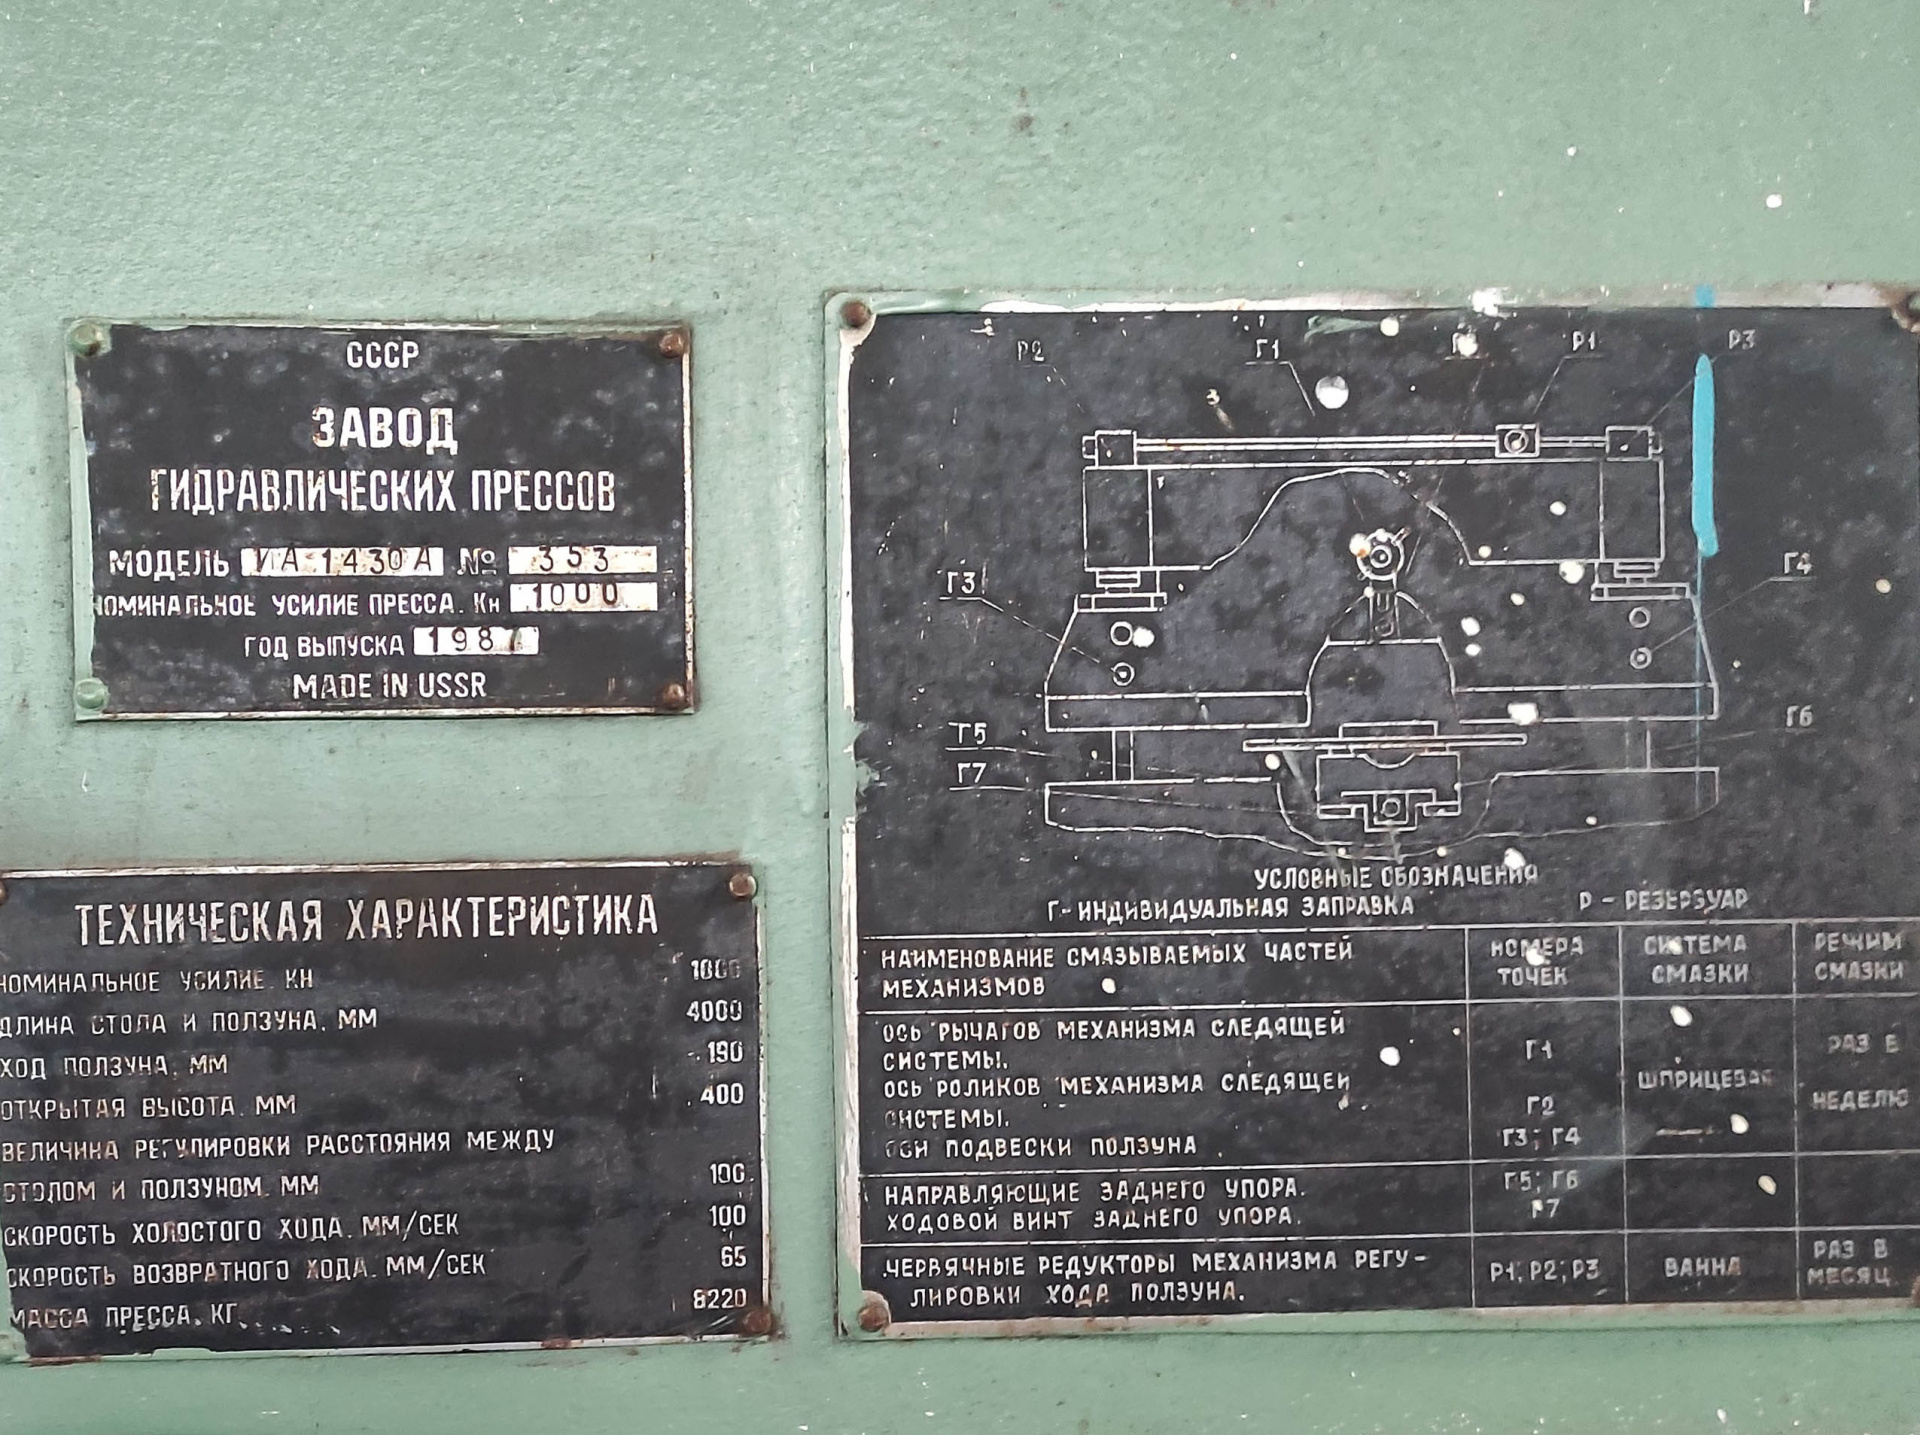 СССР
ЗАВОД
ГИДРАВЛИЧЕСКИХ ПРЕССОВ
МОДЕЛЬ ИА 1430А № 353
НОМИНАЛЬНОЕ УСИЛИЕ ПРЕССА. Кн 1000
ГОД ВЫПУСКА 1987
MADE IN USSR
ТЕХНИЧЕСКАЯ ХАРАКТЕРИСТИКА
НОМИНАЛЬНОЕ УСИЛИЕ. КН 1000
ДЛИНА СТОЛА И ПОЛЗУНА. ММ 4000
ХОД ПОЛЗУНА. ММ 190
ОТКРЫТАЯ ВЫСОТА. ММ 400
ВЕЛИЧИНА РЕГУЛИРОВКИ РАССТОЯНИЯ МЕЖДУ
СТОЛОМ И ПОЛЗУНОМ. ММ 100
СКОРОСТЬ ХОЛОСТОГО ХОДА. ММ/СЕК 100
СКОРОСТЬ ВОЗВРАТНОГО ХОДА. ММ/СЕК 65
МАССА ПРЕССА. КГ. 8220
Р2 Г1 Р1 Р3
Г3 Г4
Г5 Г6
Г7
УСЛОВНЫЕ ОБОЗНАЧЕНИЯ
Г - ИНДИВИДУАЛЬНАЯ ЗАПРАВКА Р - РЕЗЕРВУАР
НАИМЕНОВАНИЕ СМАЗЫВАЕМЫХ ЧАСТЕЙ НОМЕРА СИСТЕМА РЕЖИМ
МЕХАНИЗМОВ ТОЧЕК СМАЗКИ СМАЗКИ
ОСЬ РЫЧАГОВ МЕХАНИЗМА СЛЕДЯЩЕЙ
СИСТЕМЫ. Г1 РАЗ В
ОСЬ РОЛИКОВ МЕХАНИЗМА СЛЕДЯЩЕЙ ШПРИЦЕВАЯ
СИСТЕМЫ. Г2 НЕДЕЛЮ
ОСИ ПОДВЕСКИ ПОЛЗУНА Г3; Г4
НАПРАВЛЯЮЩИЕ ЗАДНЕГО УПОРА. Г5; Г6
ХОДОВОЙ ВИНТ ЗАДНЕГО УПОРА. Г7
ЧЕРВЯЧНЫЕ РЕДУКТОРЫ МЕХАНИЗМА РЕГУ- Р1; Р2; Р3 ВАННА РАЗ В
ЛИРОВКИ ХОДА ПОЛЗУНА. МЕСЯЦ